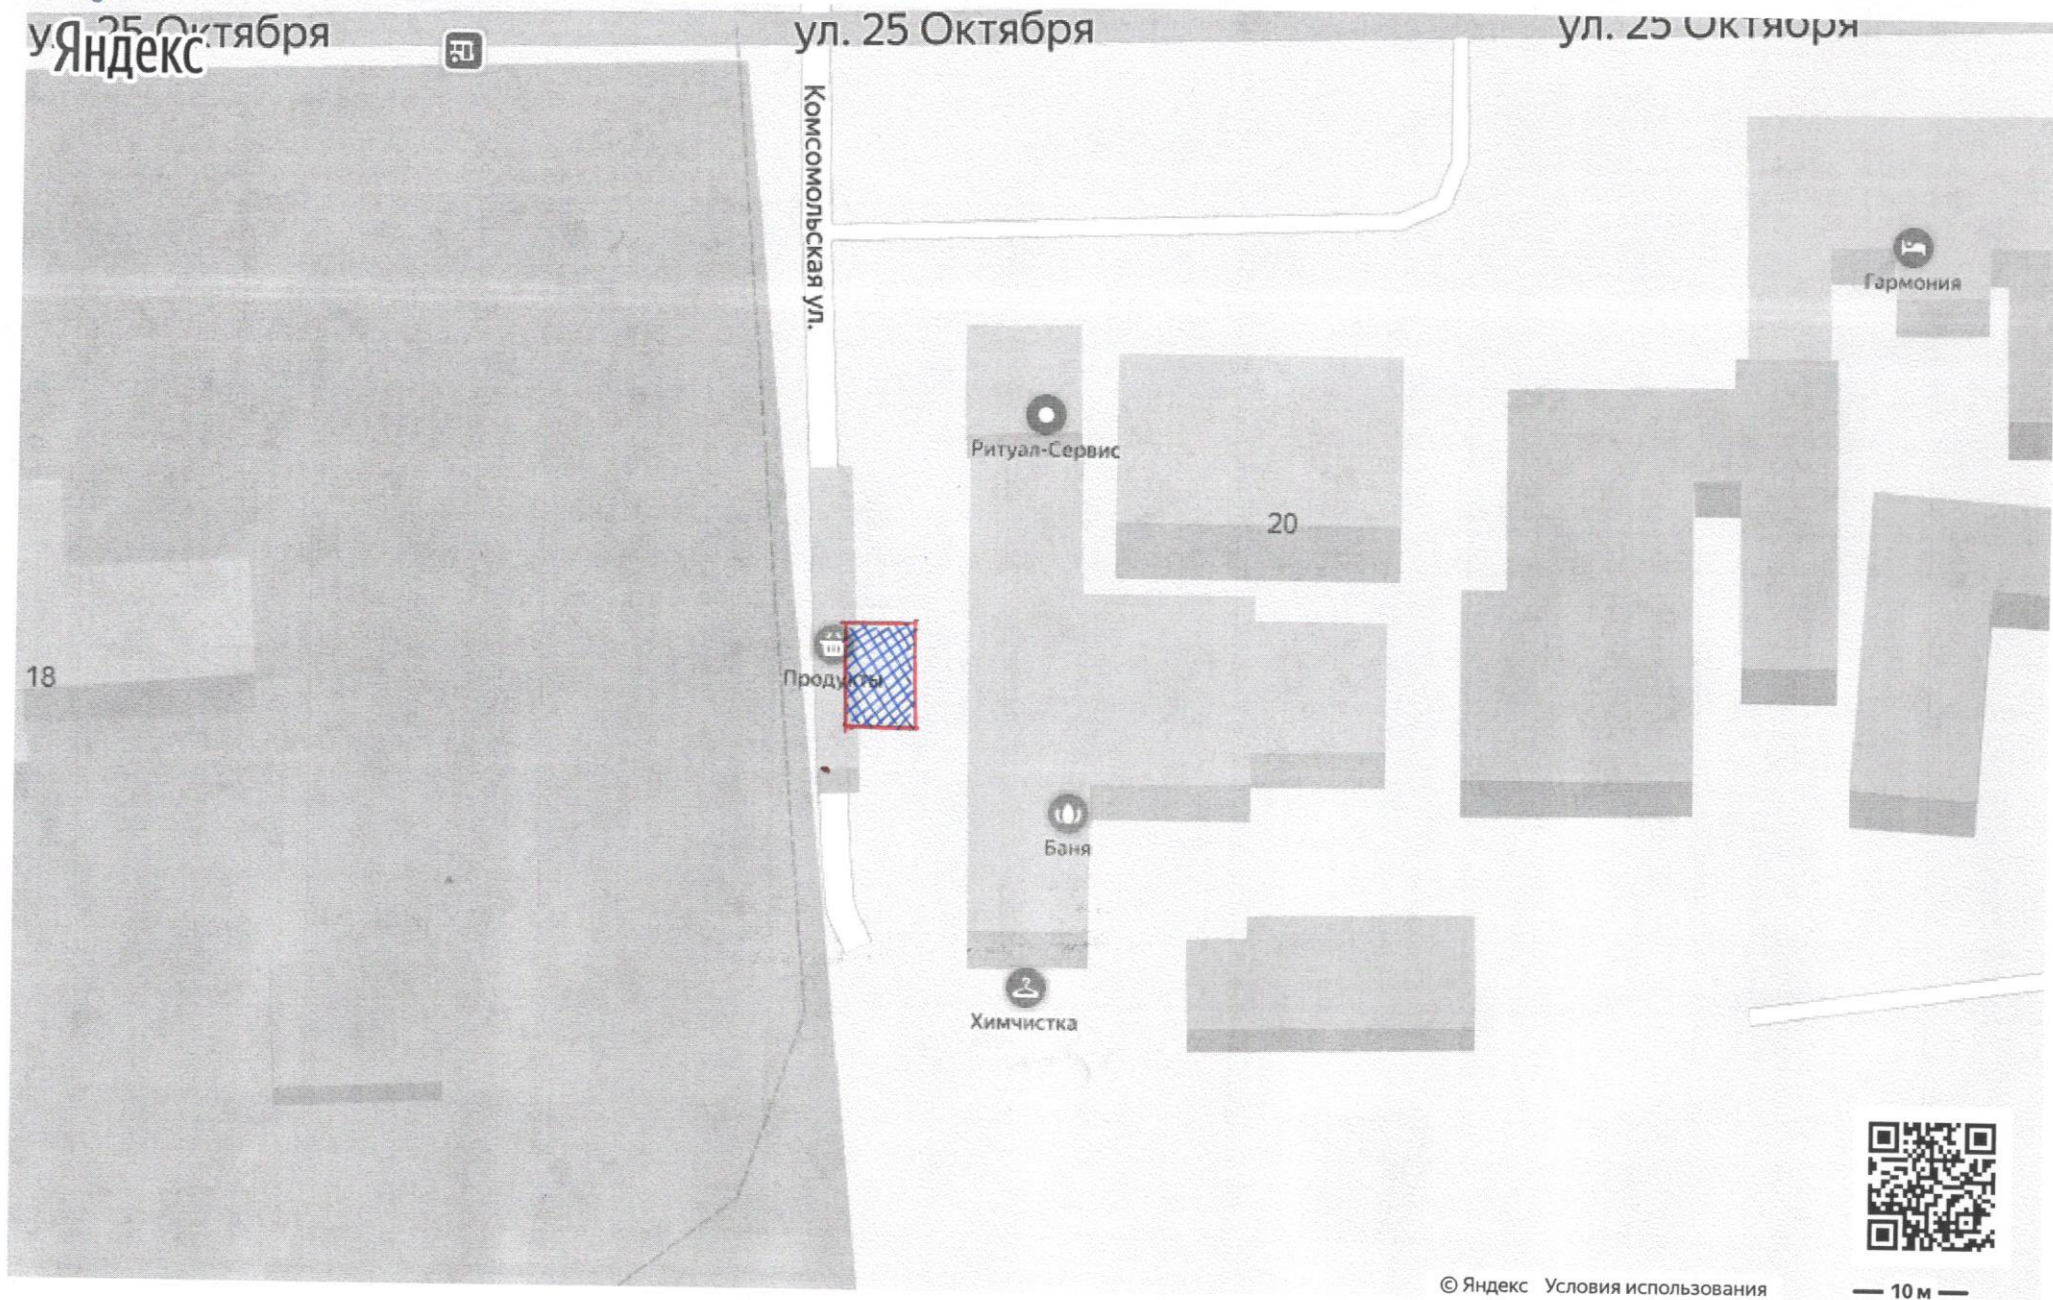 ул. 25 Октября
Яндекс
ул. 25 Октября
ул. 25 Октября
Комсомольская ул.
Гармония
Ритуал-Сервис
20
18
Продукты
Баня
Химчистка
© Яндекс Условия использования
10 м